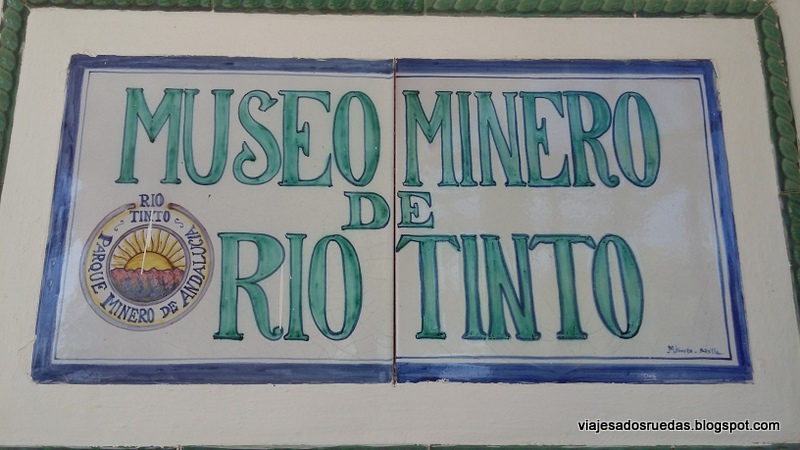 MUSEO MINERO
DE
RIO TINTO
RIO
TINTO
PARQUE MINERO DE ANDALUCIA
viajesadosruedas.blogspot.com